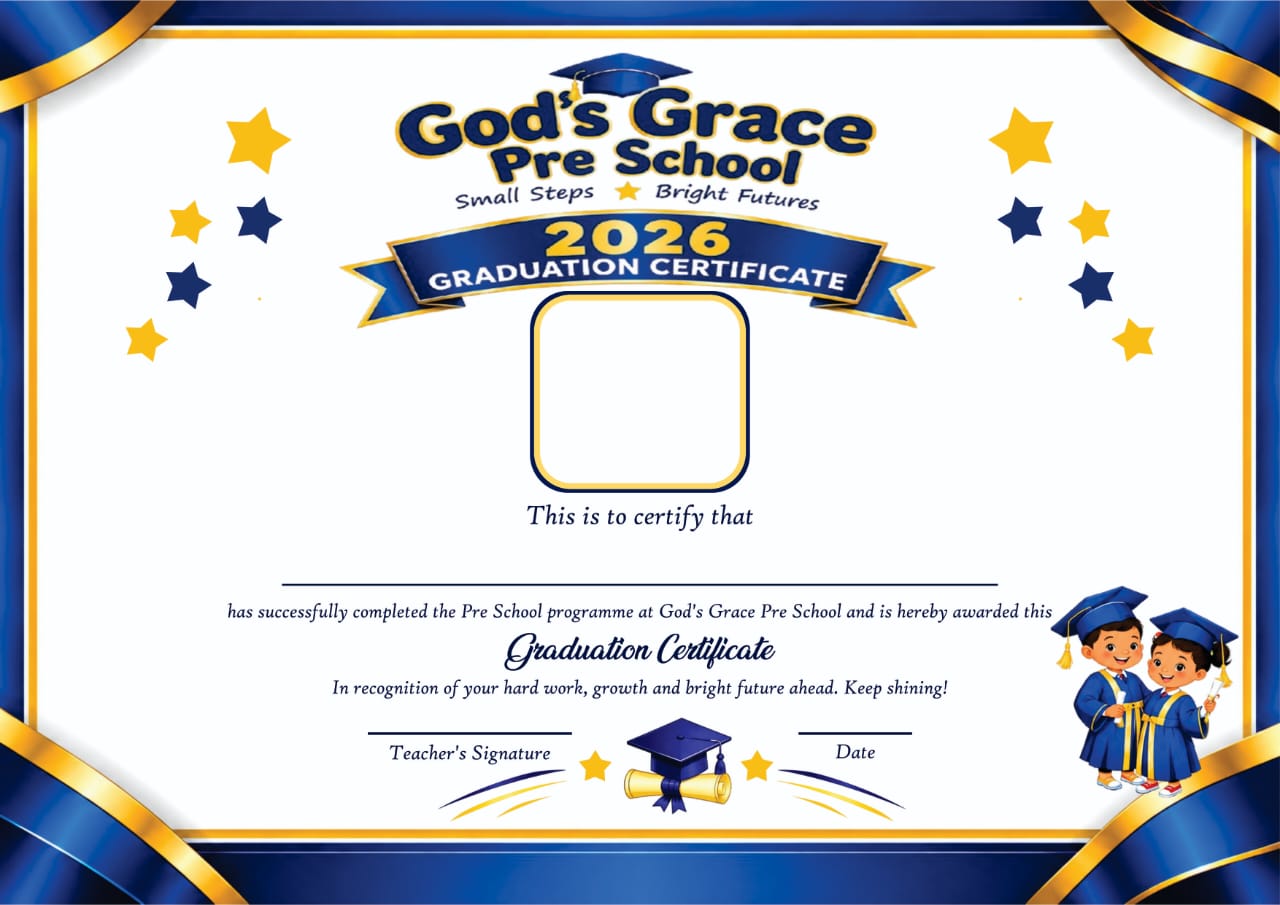 God's Grace
Pre School
Small Steps Bright Futures
2026
GRADUATION CERTIFICATE
This is to certify that
has successfully completed the Pre School programme at God's Grace Pre School and is hereby awarded this
Graduation Certificate
In recognition of your hard work, growth and bright future ahead. Keep shining!
Teacher's Signature
Date